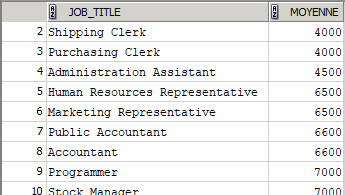 JOB_TITLE MOYENNE
2 Shipping Clerk 4000
3 Purchasing Clerk 4000
4 Administration Assistant 4500
5 Human Resources Representative 6500
6 Marketing Representative 6500
7 Public Accountant 6600
8 Accountant 6600
9 Programmer 7000
10 Stock Manager 7000